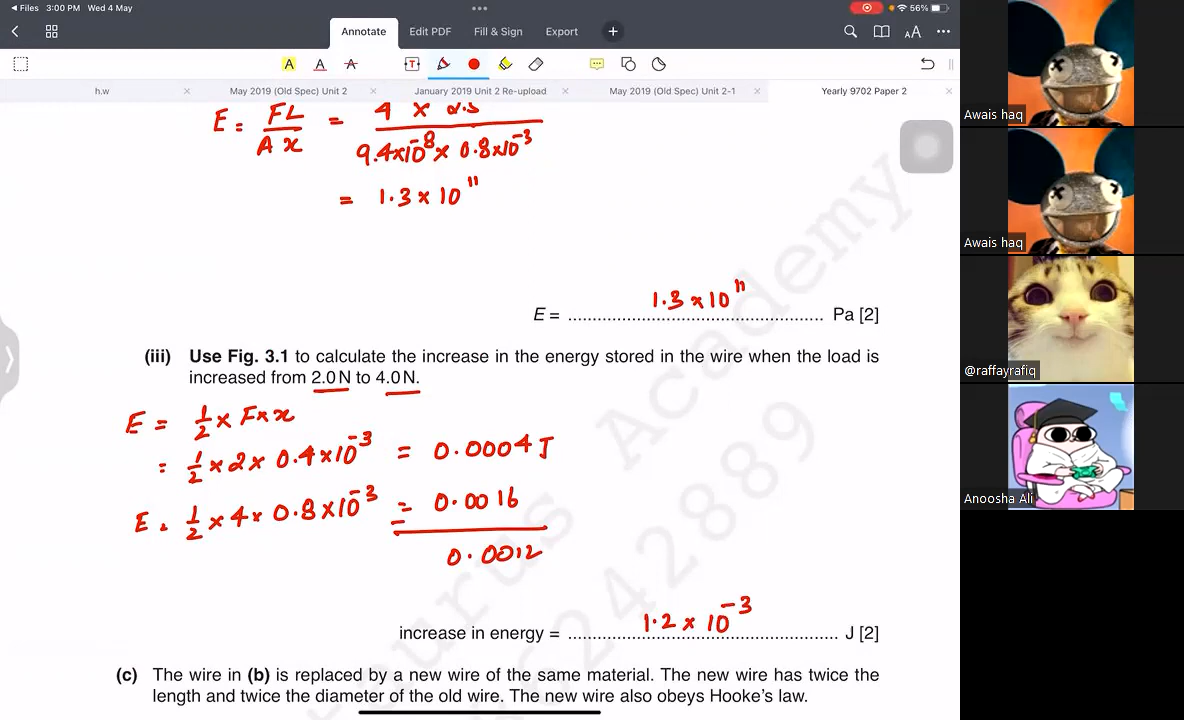 Files 3:00 PM Wed 4 May
56%
Annotate Edit PDF Fill & Sign Export
AA
A A A T
h.w May 2019 (Old Spec) Unit 2 January 2019 Unit 2 Re-upload May 2019 (Old Spec) Unit 2-1 Yearly 9702 Paper 2
E = FL / A x = 4 × 2.5 / 9.4×10⁻⁸ × 0.8×10⁻³
= 1.3 × 10¹¹
1.3 × 10¹¹
E = ............................................... Pa [2]
(iii) Use Fig. 3.1 to calculate the increase in the energy stored in the wire when the load is
increased from 2.0 N to 4.0 N.
E = ½ × F × x
= ½ × 2 × 0.4 × 10⁻³ = 0.0004 J
E = ½ × 4 × 0.8 × 10⁻³ = 0.0016
0.0012
1.2 × 10⁻³
increase in energy = ............................................... J [2]
(c) The wire in (b) is replaced by a new wire of the same material. The new wire has twice the
length and twice the diameter of the old wire. The new wire also obeys Hooke's law.
Academy
242889
Awais haq
Awais haq
@raffayrafiq
Anoosha Ali